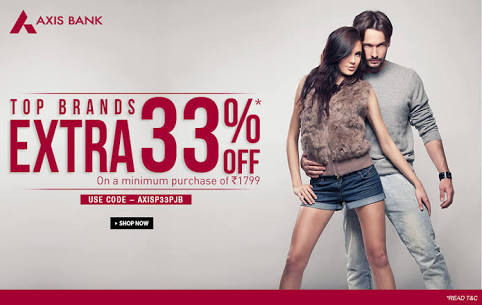 AXIS BANK
TOP BRANDS
EXTRA 33%* OFF
On a minimum purchase of ₹1799
USE CODE – AXISP33PJB
SHOP NOW
*READ T&C